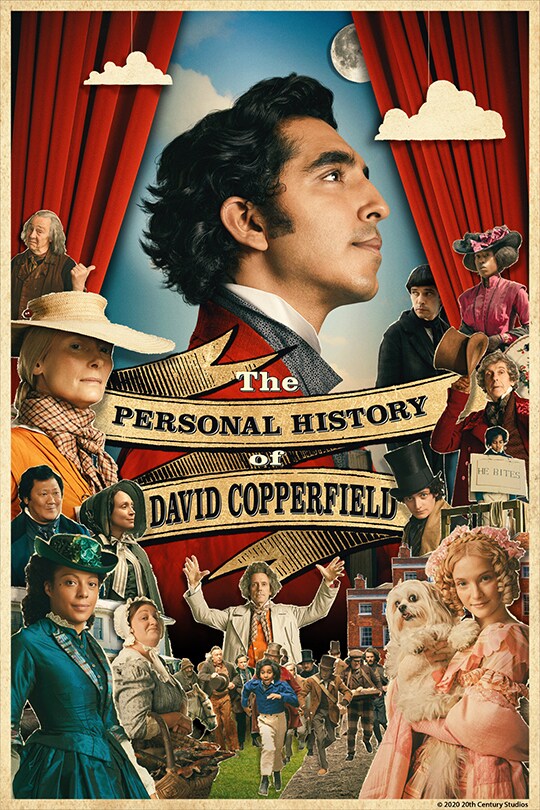 The
PERSONAL HISTORY
of
DAVID COPPERFIELD
HE BITES
© 2020 20th Century Studios